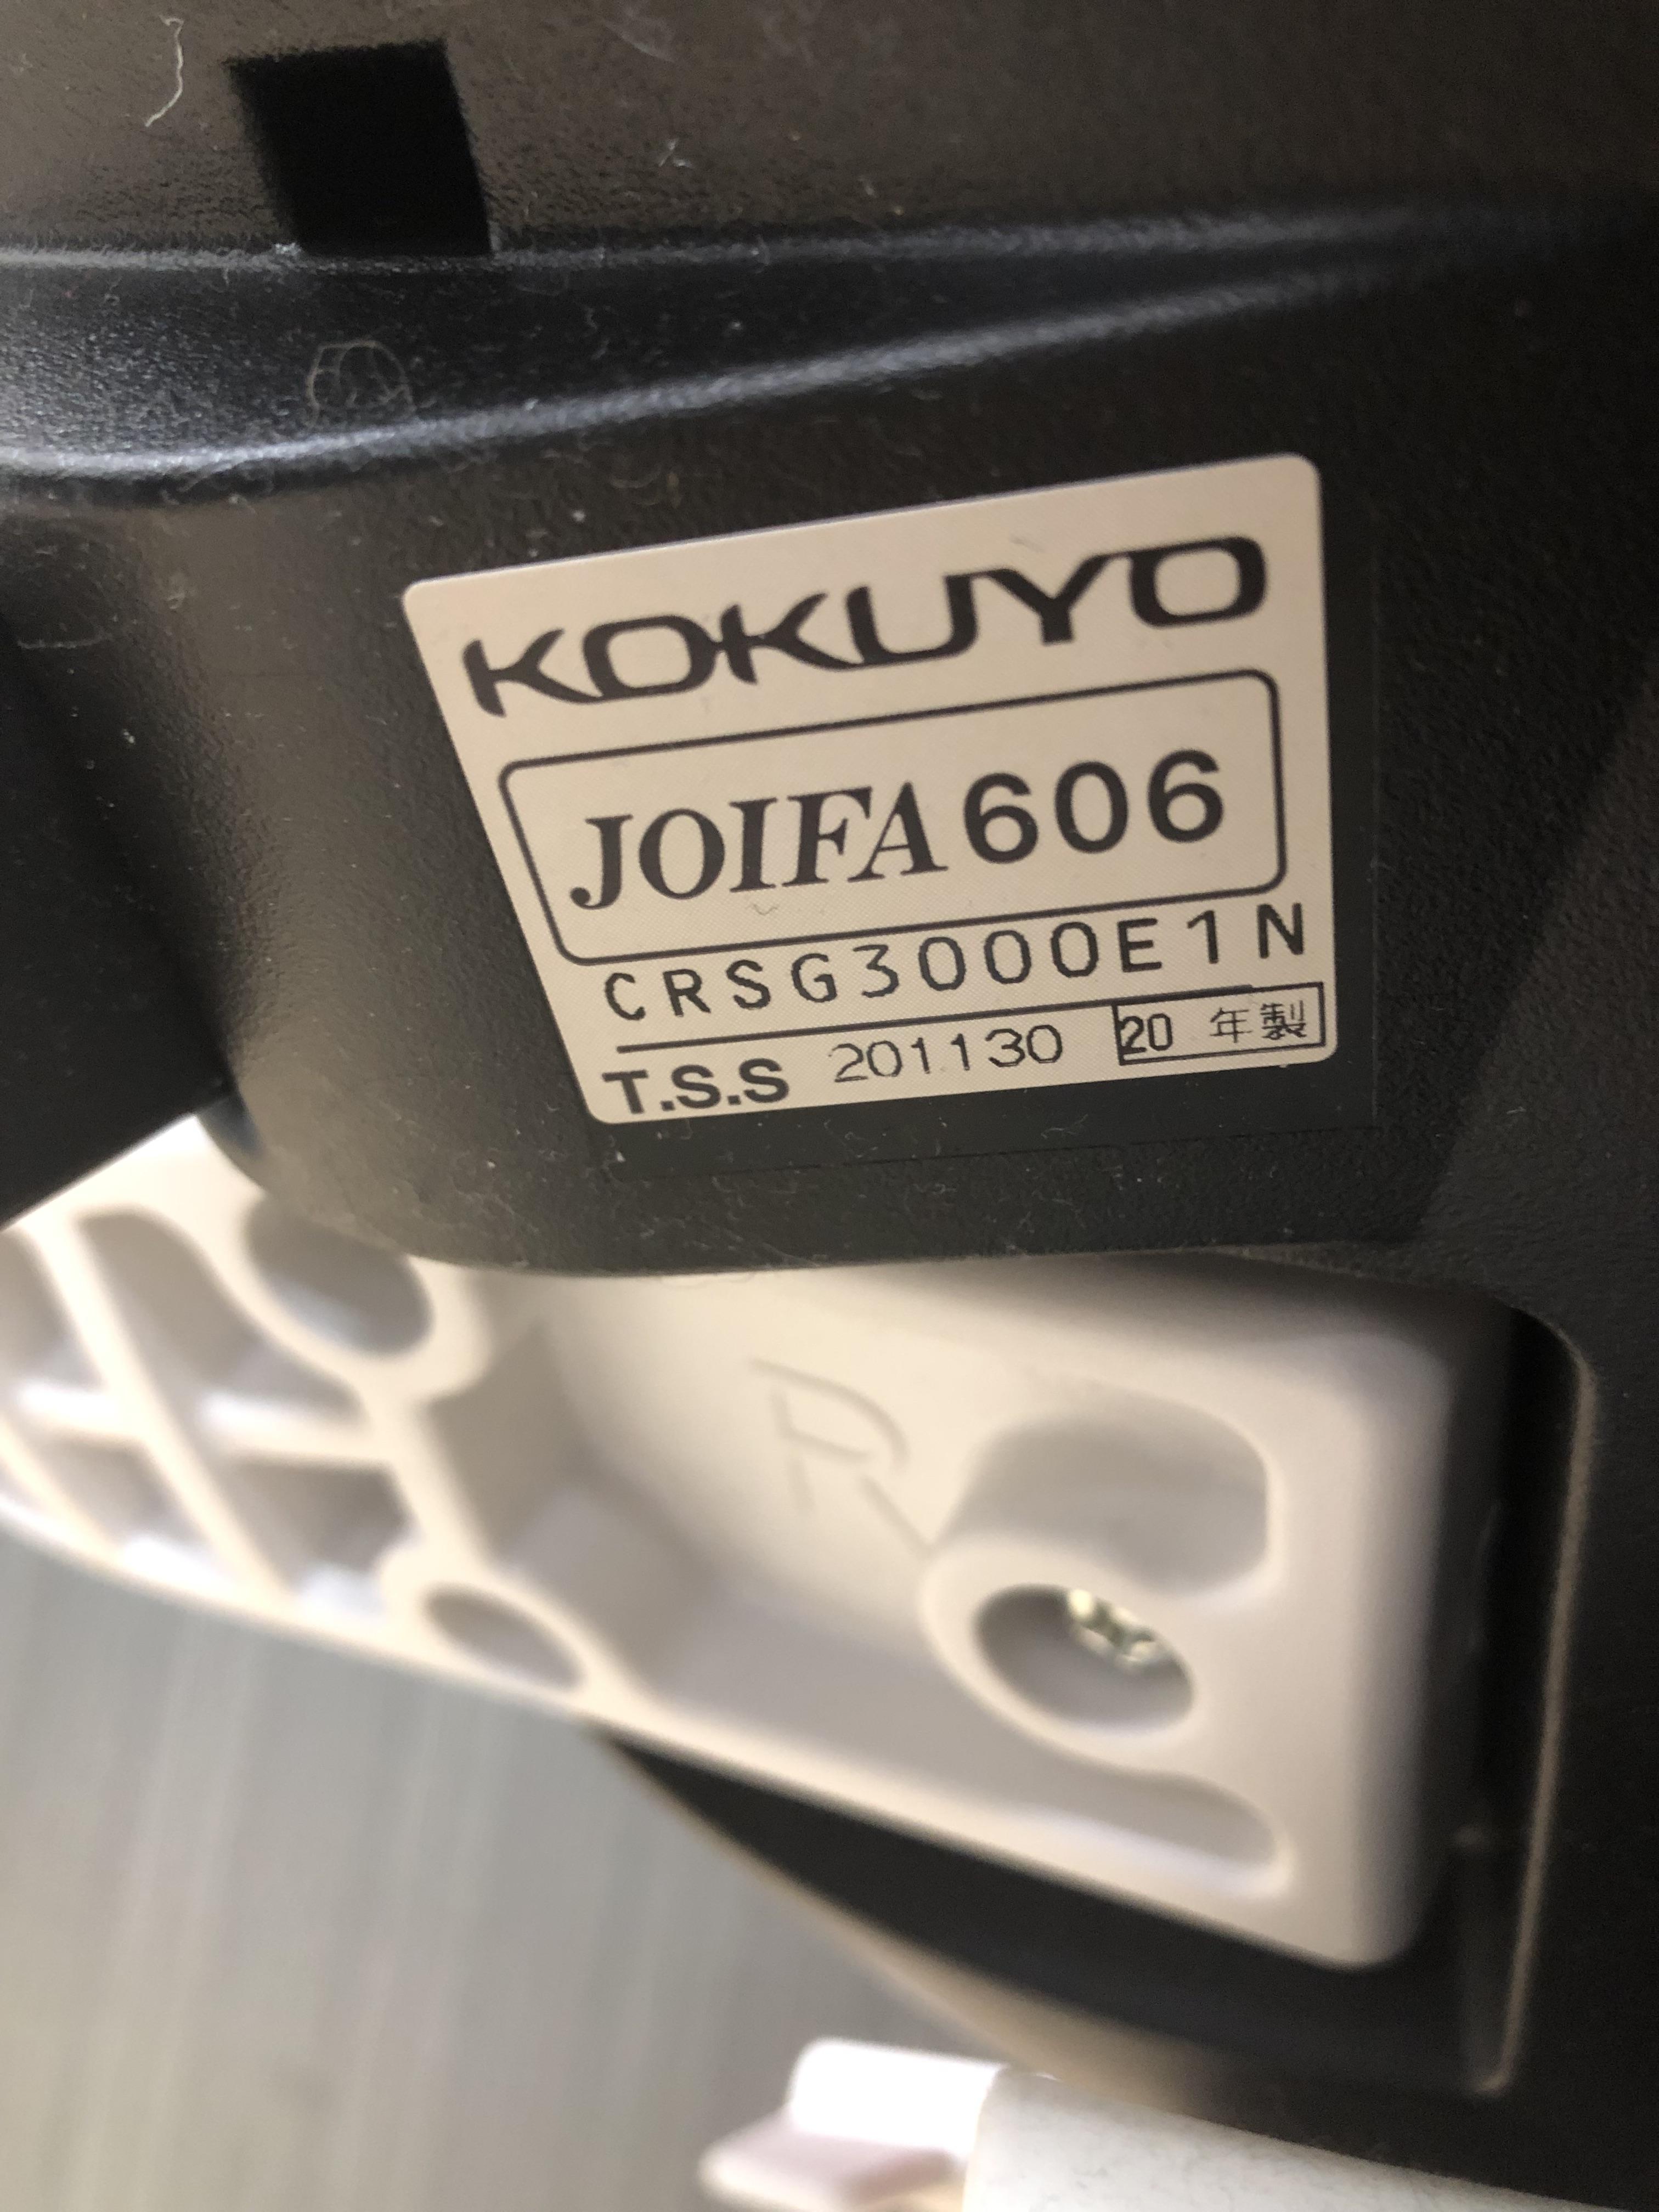 KOKUYO
JOIFA 606
CRSG3000E1N
T.S.S 201130 20 年製
R